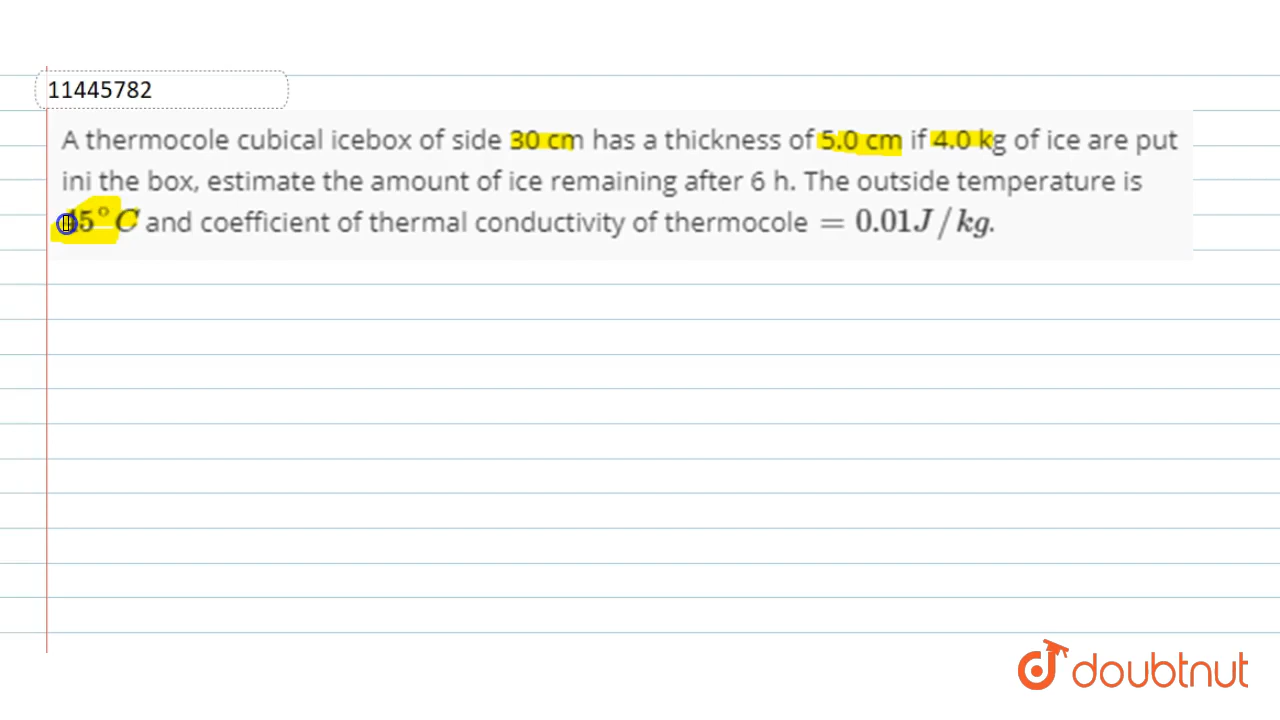 11445782
A thermocole cubical icebox of side 30 cm has a thickness of 5.0 cm if 4.0 kg of ice are put
ini the box, estimate the amount of ice remaining after 6 h. The outside temperature is
45°C and coefficient of thermal conductivity of thermocole = 0.01J/kg.
doubtnut